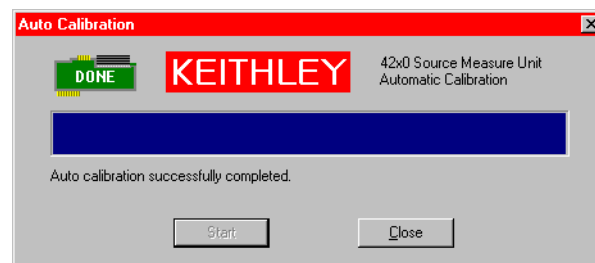 Auto Calibration
DONE
KEITHLEY
42x0 Source Measure Unit
Automatic Calibration
Auto calibration successfully completed.
Start
Close